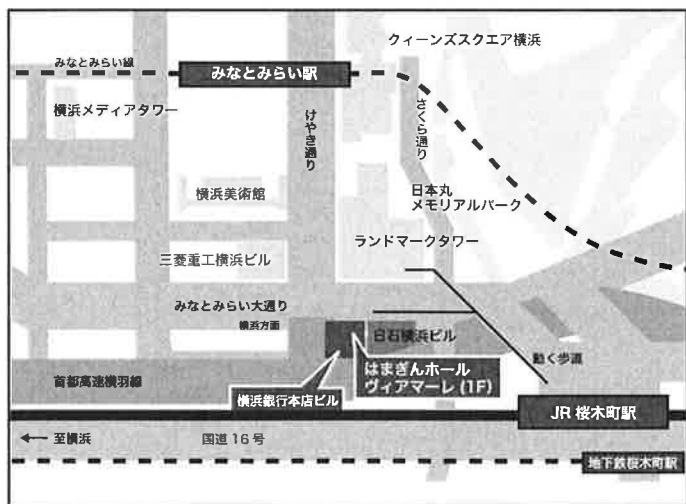 クィーンズスクエア横浜
みなとみらい線
みなとみらい駅
横浜メディアタワー
けやき通り
さくら通り
横浜美術館
日本丸
メモリアルパーク
ランドマークタワー
三菱重工横浜ビル
みなとみらい大通り
横浜方面
日石横浜ビル
動く歩道
はまぎんホール
ヴィアマーレ (1F)
首都高速横羽線
横浜銀行本店ビル
JR 桜木町駅
至横浜
国道 16 号
地下鉄桜木町駅